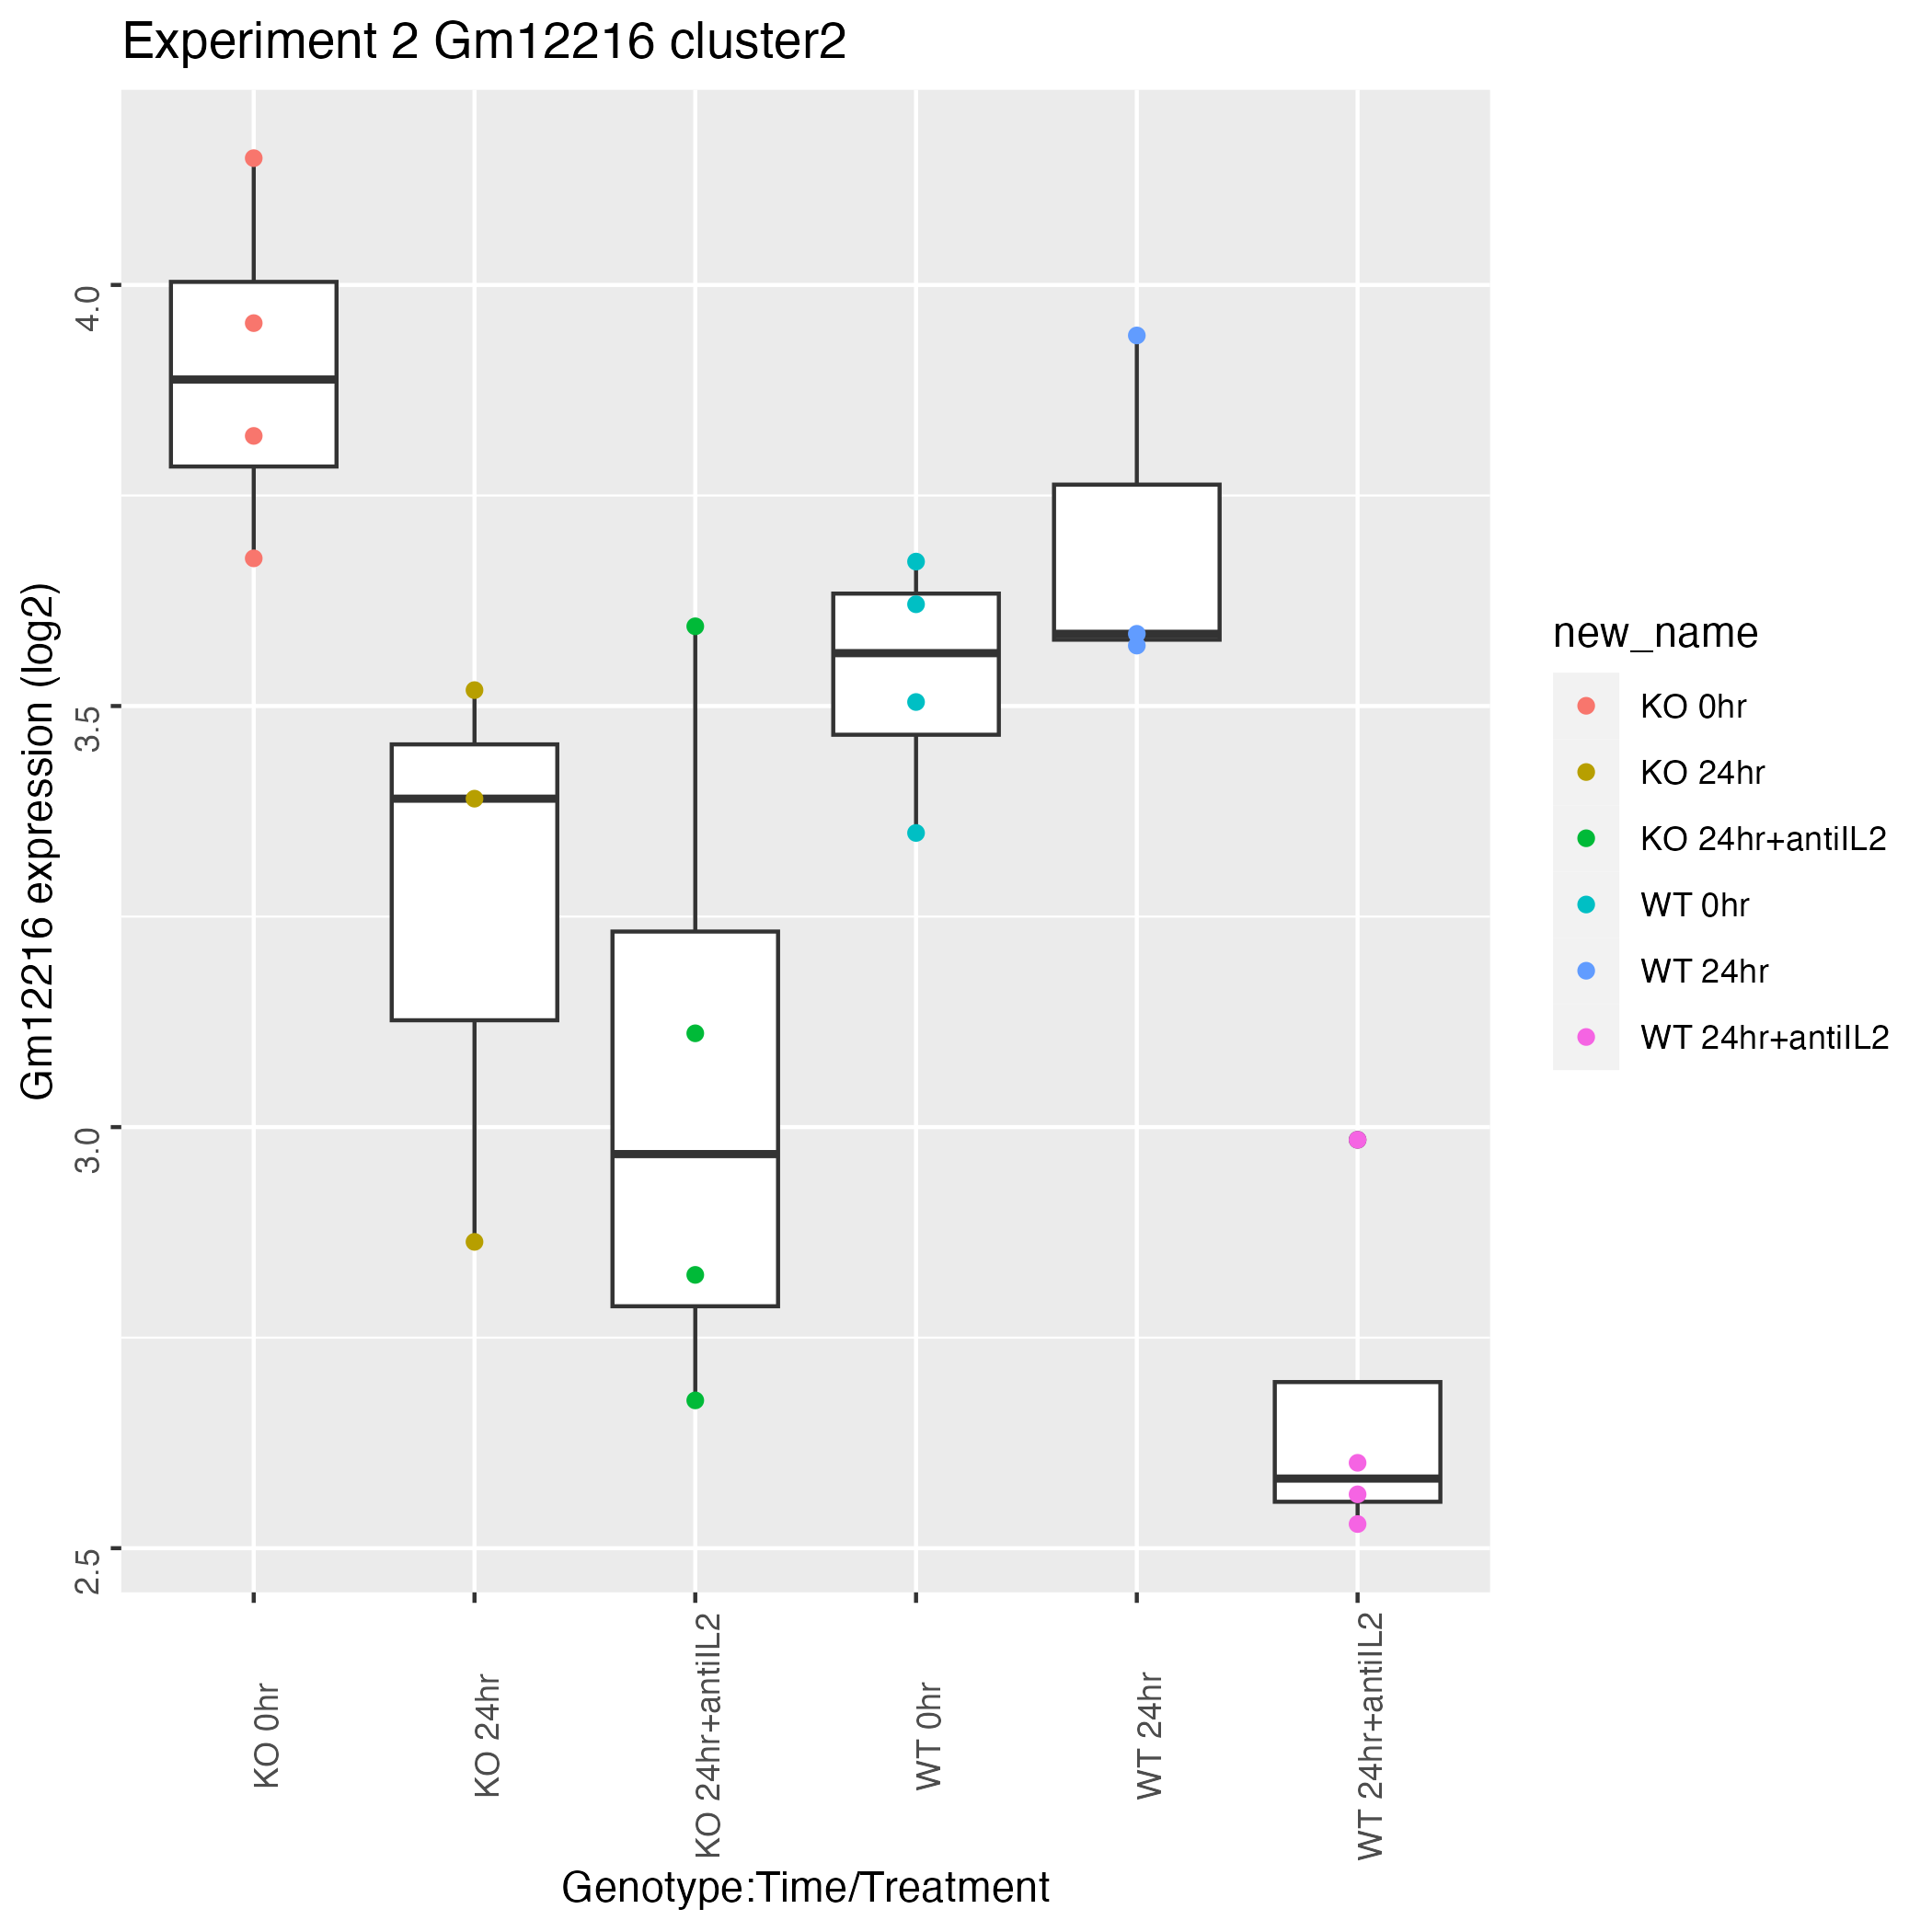 Experiment 2 Gm12216 cluster2
Gm12216 expression (log2)
4.0
3.5
3.0
2.5
KO 0hr
KO 24hr
KO 24hr+antiIL2
WT 0hr
WT 24hr
WT 24hr+antiIL2
Genotype:Time/Treatment
new_name
KO 0hr
KO 24hr
KO 24hr+antiIL2
WT 0hr
WT 24hr
WT 24hr+antiIL2